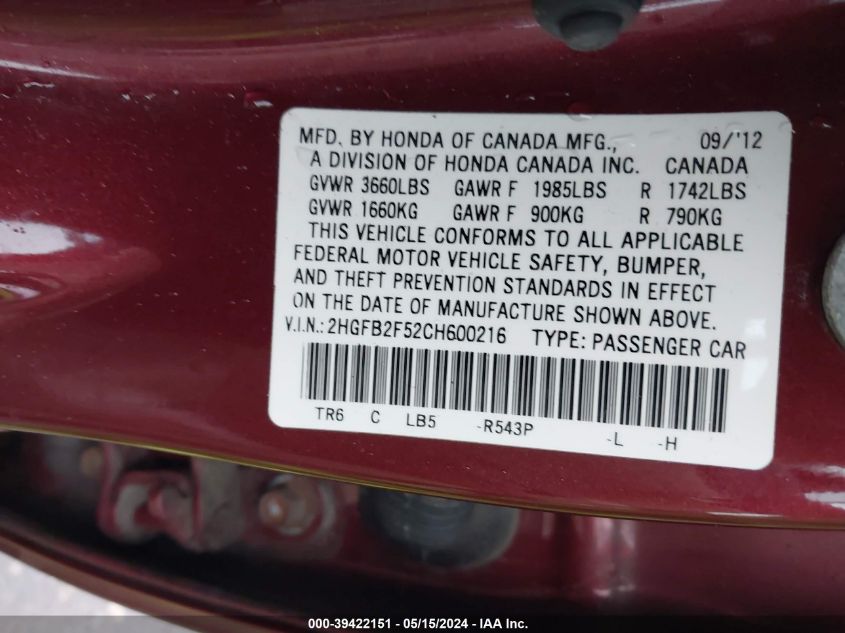 MFD. BY HONDA OF CANADA MFG., 09/'12
A DIVISION OF HONDA CANADA INC. CANADA
GVWR 3660LBS GAWR F 1985LBS R 1742LBS
GVWR 1660KG GAWR F 900KG R 790KG
THIS VEHICLE CONFORMS TO ALL APPLICABLE
FEDERAL MOTOR VEHICLE SAFETY, BUMPER,
AND THEFT PREVENTION STANDARDS IN EFFECT
ON THE DATE OF MANUFACTURE SHOWN ABOVE.
V.I.N.: 2HGFB2F52CH600216 TYPE: PASSENGER CAR
TR6 C LB5 -R543P -L -H
000-39422151 - 05/15/2024 - IAA Inc.